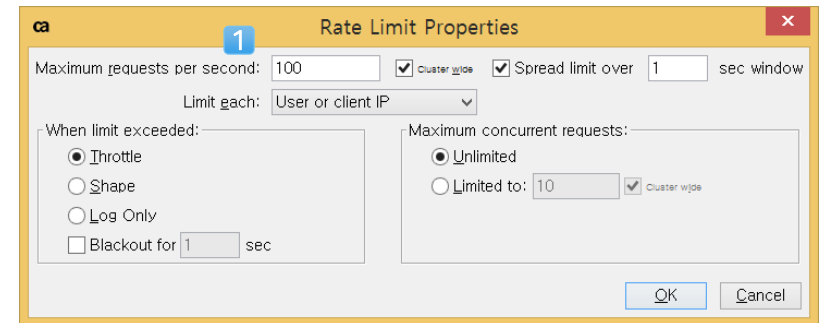 ca Rate Limit Properties
1
Maximum requests per second: 100 Cluster wide Spread limit over 1 sec window
Limit each: User or client IP
When limit exceeded:
Throttle
Shape
Log Only
Blackout for 1 sec
Maximum concurrent requests:
Unlimited
Limited to: 10 Cluster wide
OK Cancel